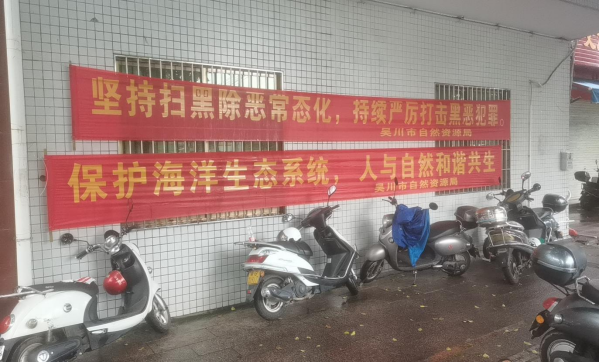 坚持扫黑除恶常态化，持续严厉打击黑恶犯罪。
吴川市自然资源局
保护海洋生态系统，人与自然和谐共生
吴川市自然资源局